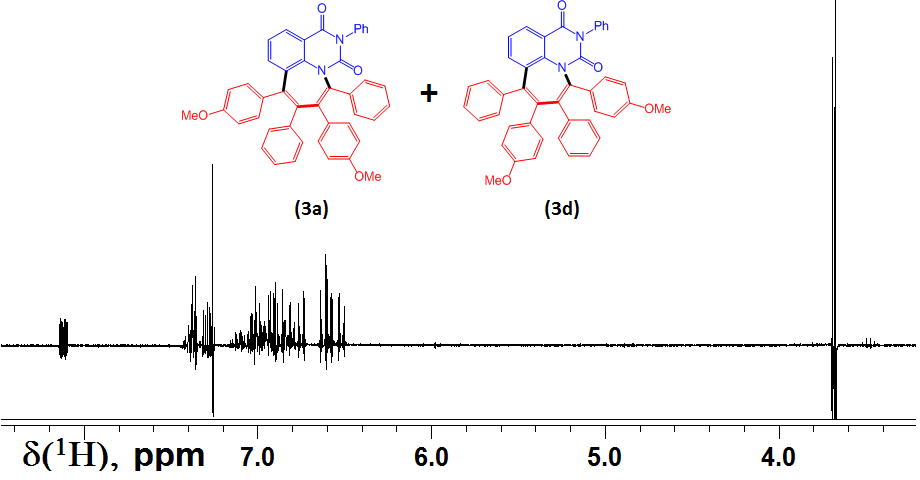 O
N
Ph
N
O
MeO
OMe
(3a)
+
O
N
Ph
N
O
OMe
MeO
(3d)
δ(¹H), ppm 7.0 6.0 5.0 4.0